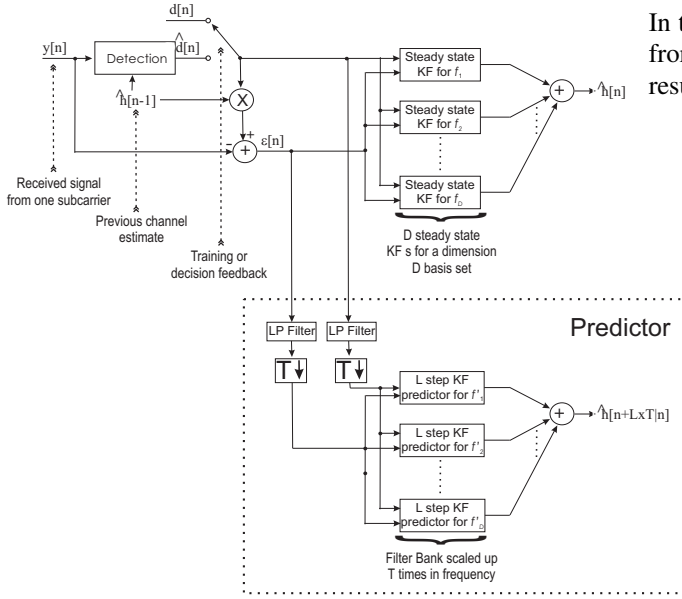 d[n]
y[n]
Detection
^d[n]
^h[n-1]
X
+
-
+
ε[n]
Received signal
from one subcarrier
Previous channel
estimate
Training or
decision feedback
Steady state
KF for f1
Steady state
KF for f2
Steady state
KF for fD
+
^h[n]
D steady state
KF s for a dimension
D basis set
In t
fron
resu
Predictor
LP Filter
LP Filter
T
T
L step KF
predictor for f'1
L step KF
predictor for f'2
L step KF
predictor for f'D
+
^h[n+LxT|n]
Filter Bank scaled up
T times in frequency